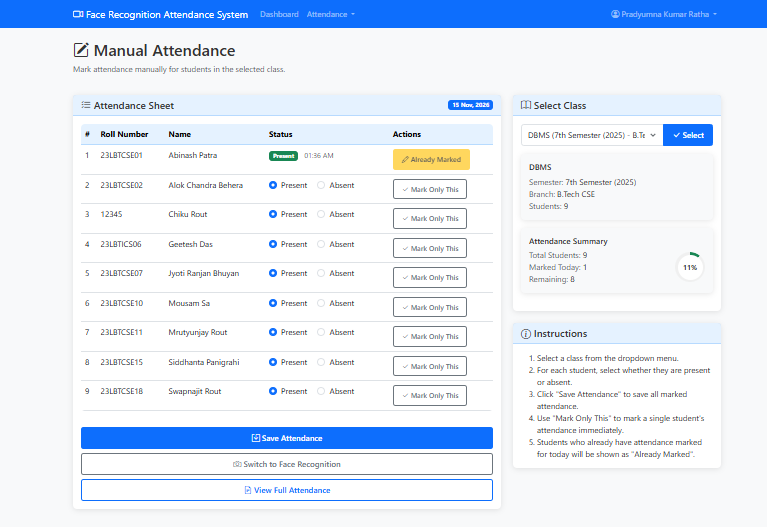 Face Recognition Attendance System Dashboard Attendance Pradyumna Kumar Ratha
Manual Attendance
Mark attendance manually for students in the selected class.
Attendance Sheet 15 Nov, 2026
# Roll Number Name Status Actions
1 23LBTCSE01 Abinash Patra Present 01:36 AM Already Marked
2 23LBTCSE02 Alok Chandra Behera Present Absent Mark Only This
3 12345 Chiku Rout Present Absent Mark Only This
4 23LBTICS06 Geetesh Das Present Absent Mark Only This
5 23LBTCSE07 Jyoti Ranjan Bhuyan Present Absent Mark Only This
6 23LBTCSE10 Mousam Sa Present Absent Mark Only This
7 23LBTCSE11 Mrutyunjay Rout Present Absent Mark Only This
8 23LBTCSE15 Siddhanta Panigrahi Present Absent Mark Only This
9 23LBTCSE18 Swapnajit Rout Present Absent Mark Only This
Save Attendance
Switch to Face Recognition
View Full Attendance
Select Class
DBMS (7th Semester (2025) - B.Te Select
DBMS
Semester: 7th Semester (2025)
Branch: B.Tech CSE
Students: 9
Attendance Summary
Total Students: 9
Marked Today: 1
Remaining: 8
11%
Instructions
1. Select a class from the dropdown menu.
2. For each student, select whether they are present
or absent.
3. Click "Save Attendance" to save all marked
attendance.
4. Use "Mark Only This" to mark a single student's
attendance immediately.
5. Students who already have attendance marked
for today will be shown as "Already Marked".